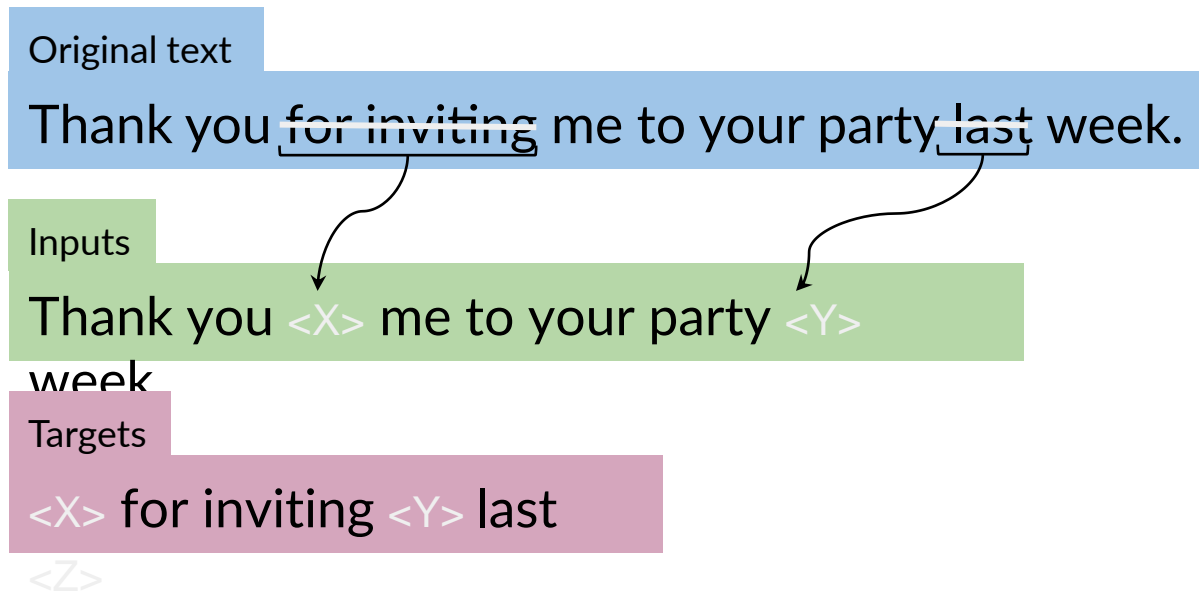 Original text
Thank you for inviting me to your party last week.
Inputs
Thank you <X> me to your party <Y>
week
Targets
<X> for inviting <Y> last
<Z>